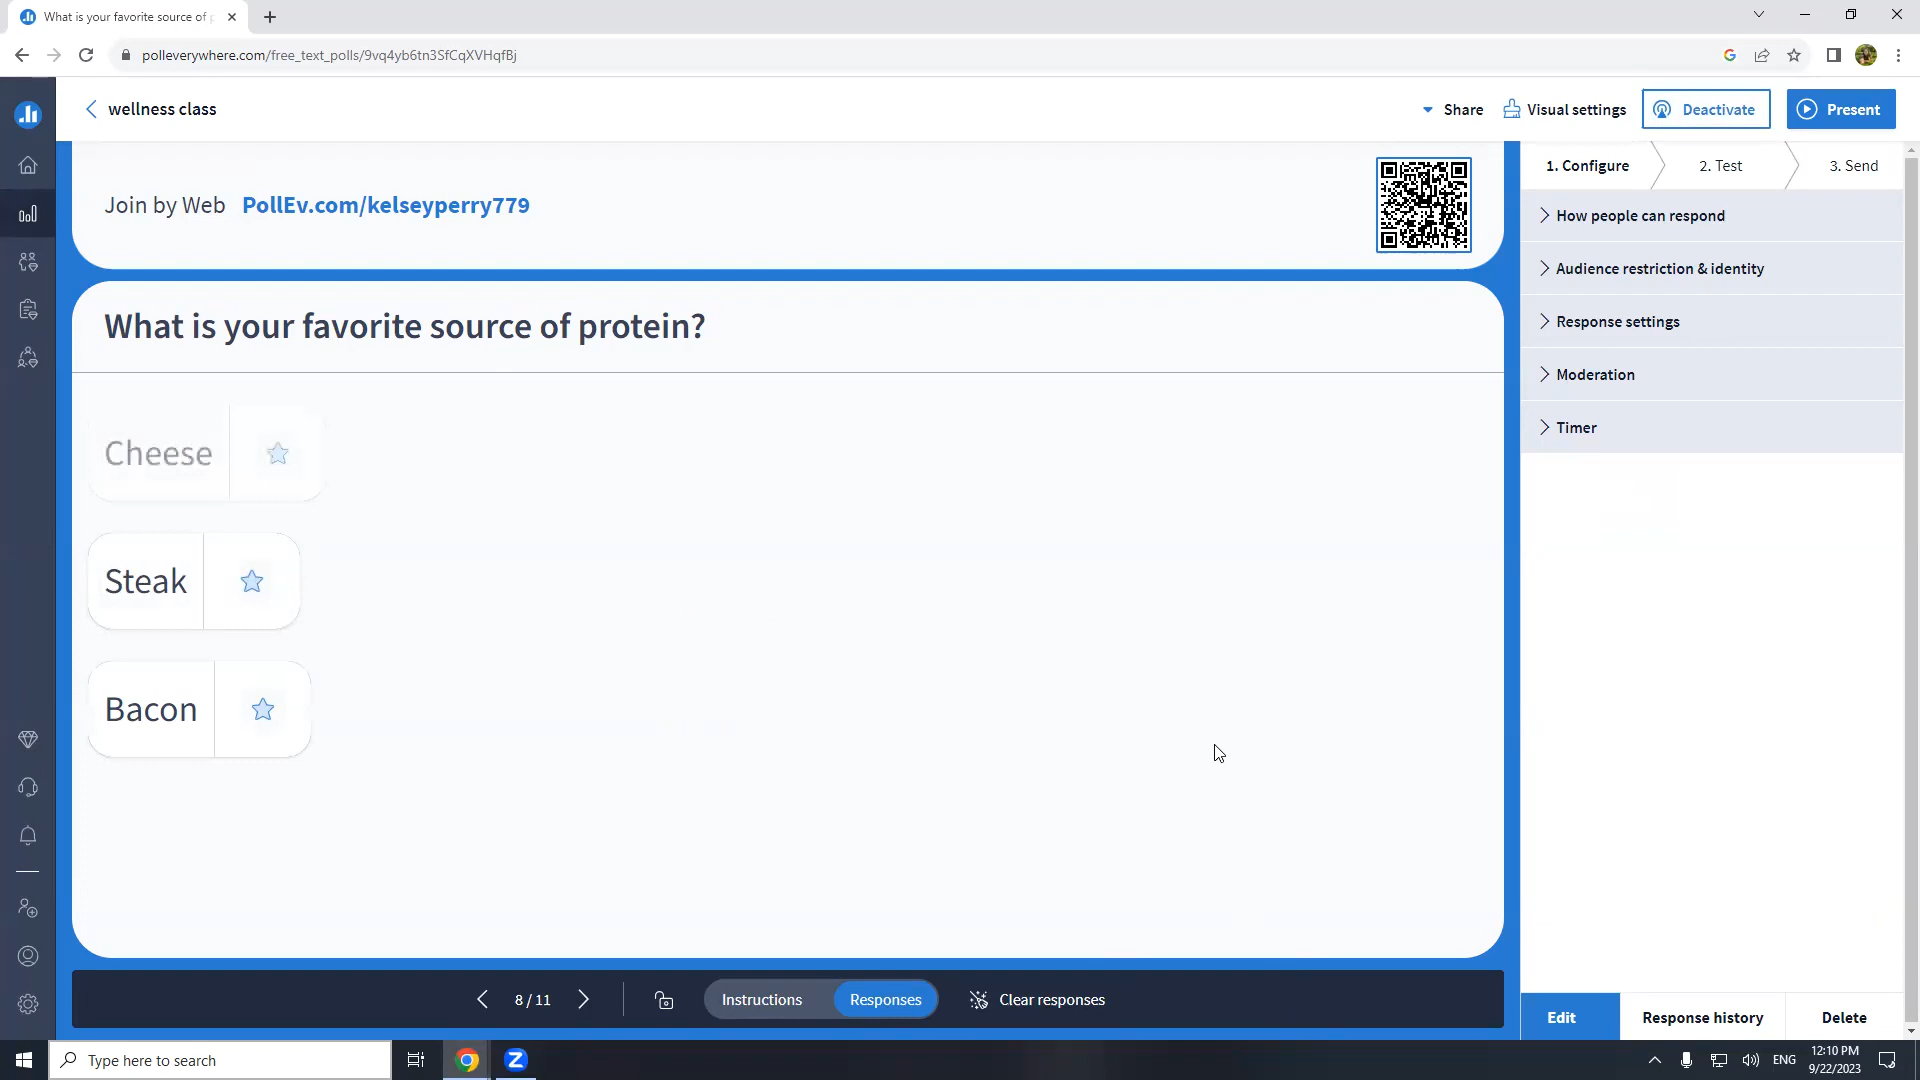 What is your favorite source of p
polleverywhere.com/free_text_polls/9vq4yb6tn3SfCqXVHqfBj
wellness class
Share
Visual settings
Deactivate
Present
Join by Web PollEv.com/kelseyperry779
1. Configure
2. Test
3. Send
How people can respond
Audience restriction & identity
Response settings
Moderation
Timer
What is your favorite source of protein?
Cheese
Steak
Bacon
8 / 11
Instructions
Responses
Clear responses
Edit
Response history
Delete
Type here to search
ENG
12:10 PM
9/22/2023